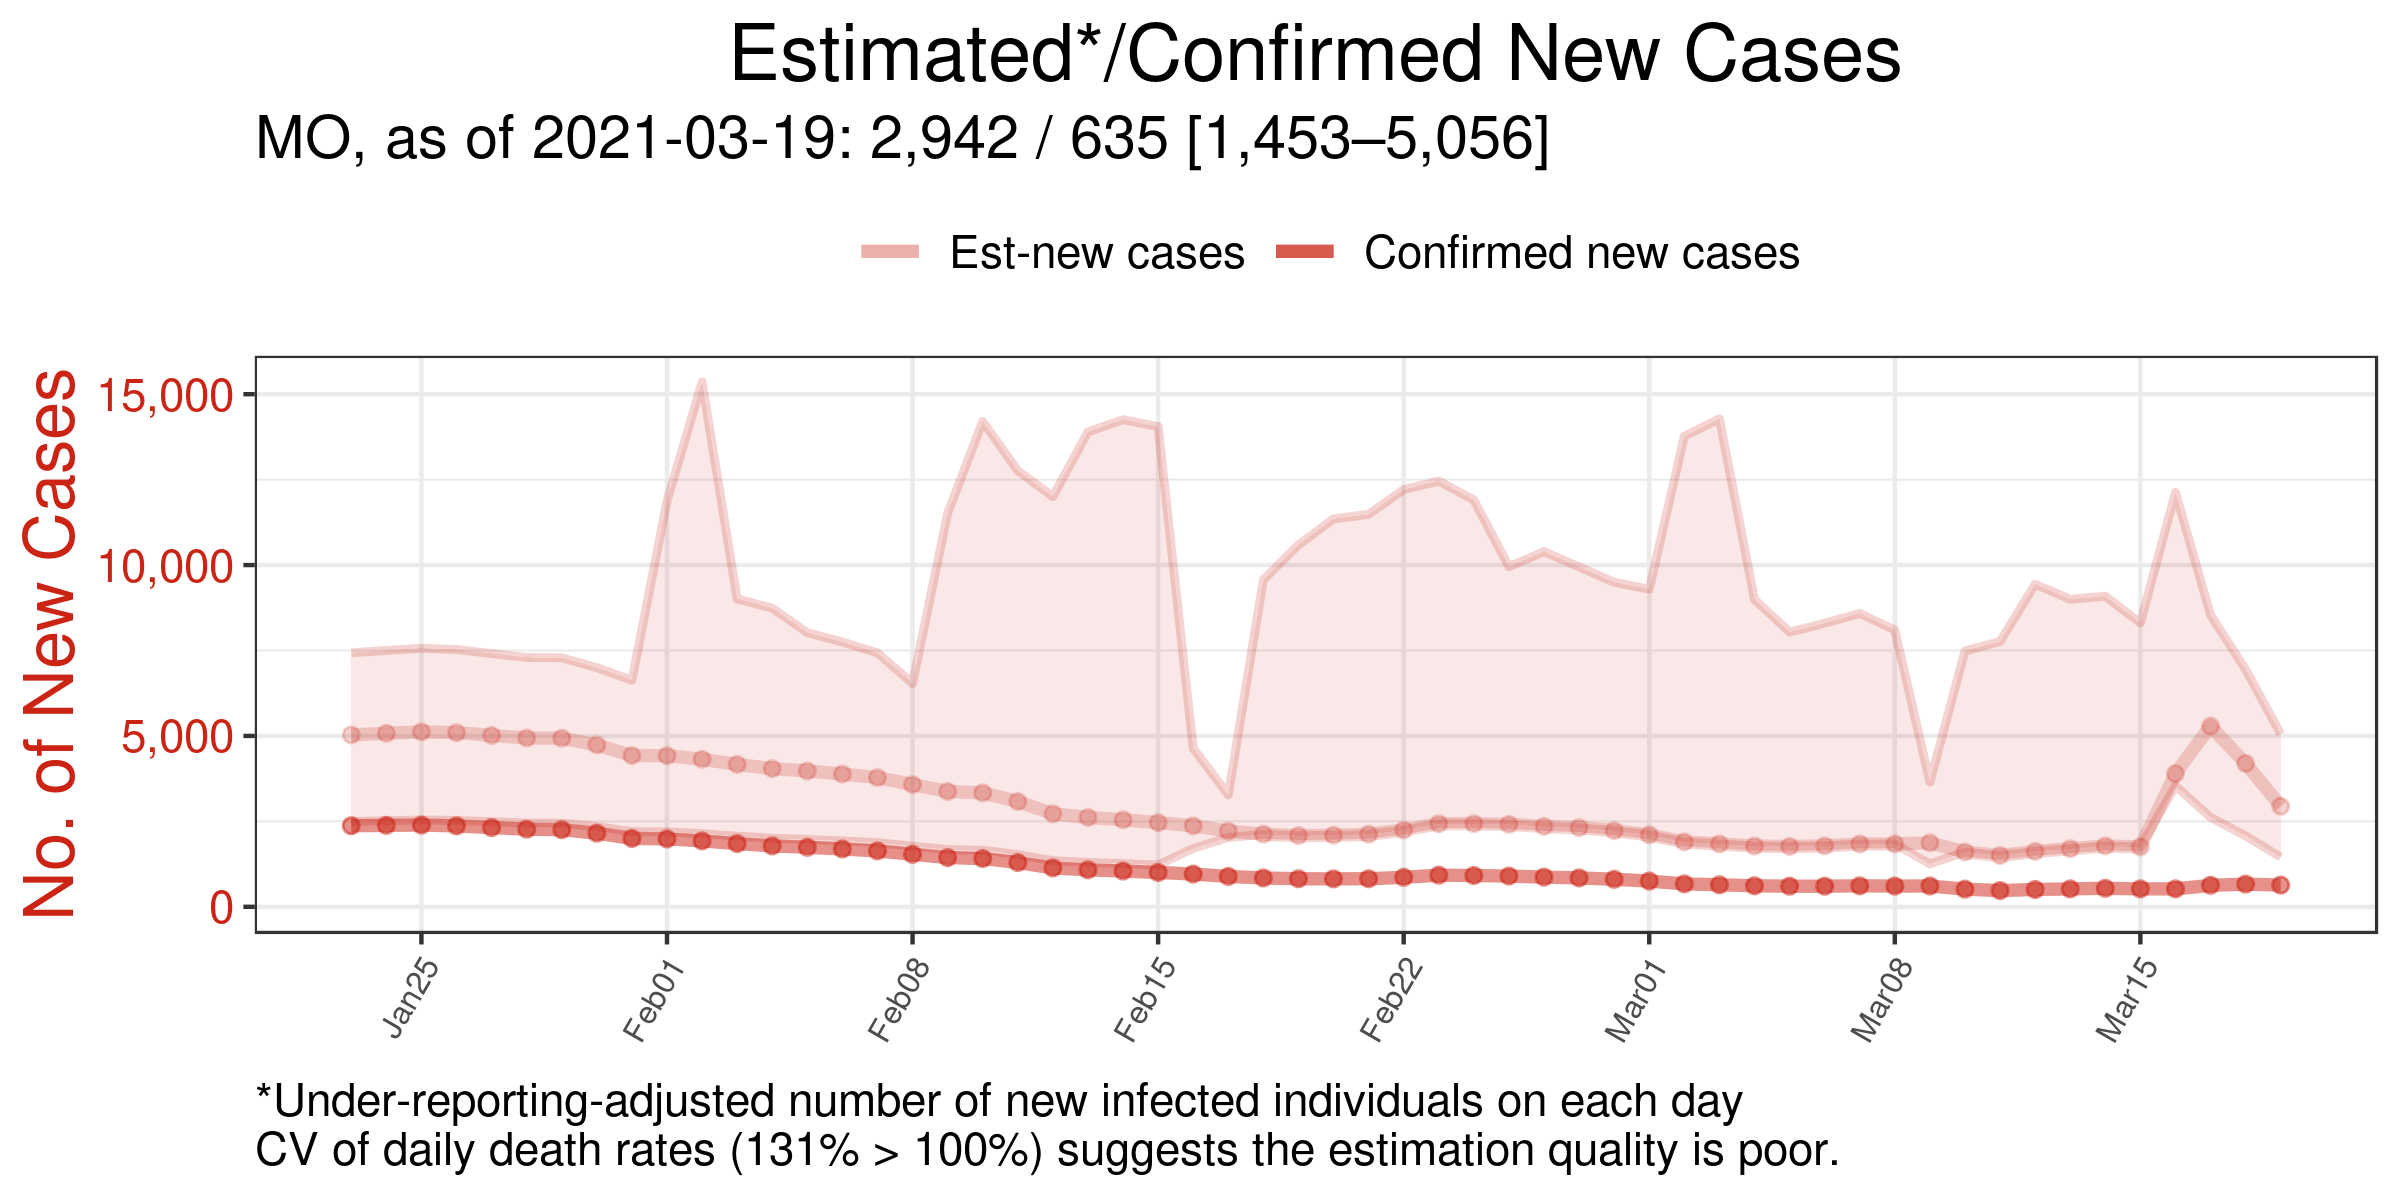 Estimated*/Confirmed New Cases
MO, as of 2021-03-19: 2,942 / 635 [1,453–5,056]
Est-new cases
Confirmed new cases
No. of New Cases
15,000
10,000
5,000
0
Jan25
Feb01
Feb08
Feb15
Feb22
Mar01
Mar08
Mar15
*Under-reporting-adjusted number of new infected individuals on each day
CV of daily death rates (131% > 100%) suggests the estimation quality is poor.